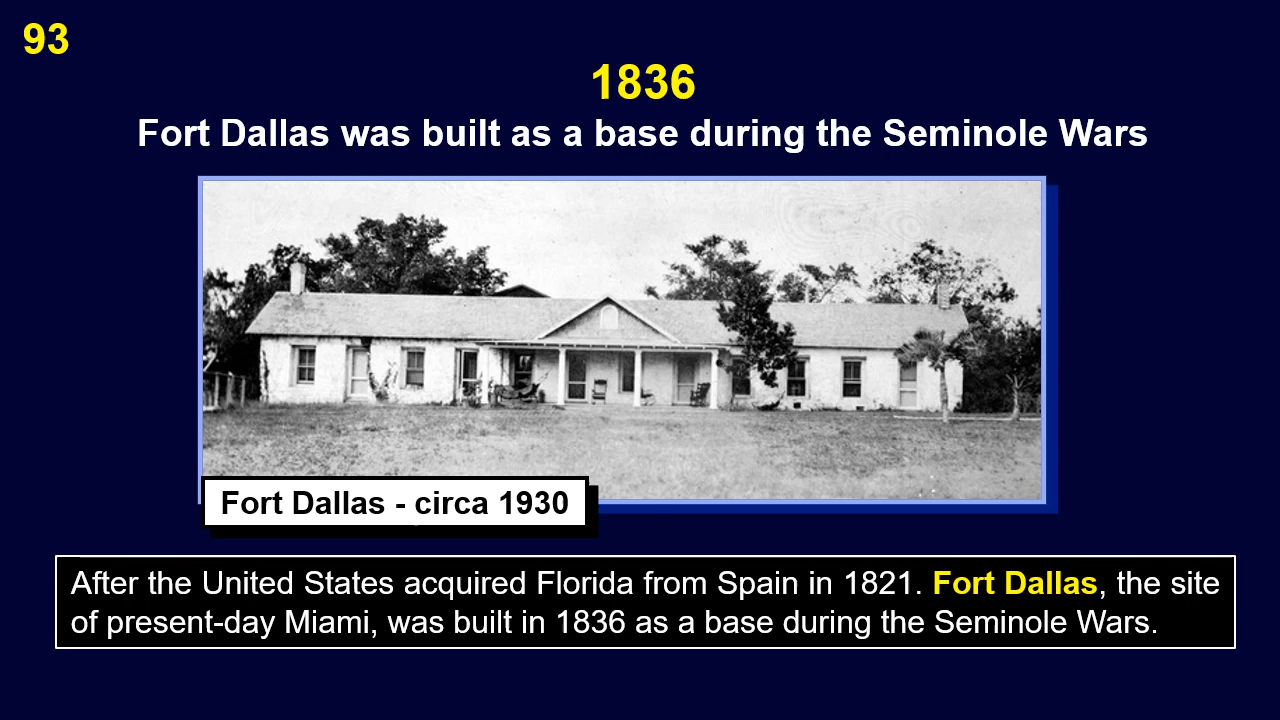 93
1836
Fort Dallas was built as a base during the Seminole Wars
Fort Dallas - circa 1930
After the United States acquired Florida from Spain in 1821. Fort Dallas, the site
of present-day Miami, was built in 1836 as a base during the Seminole Wars.